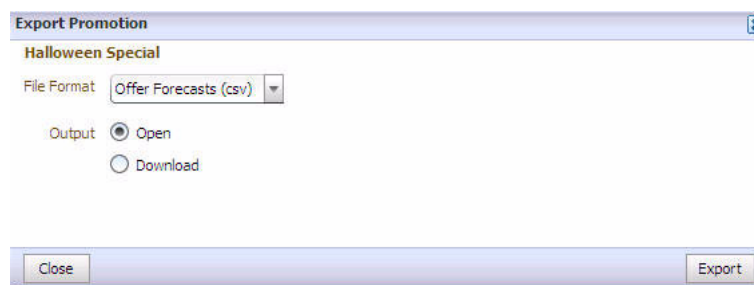 Export Promotion
Halloween Special
File Format Offer Forecasts (csv)
Output Open
Download
Close Export